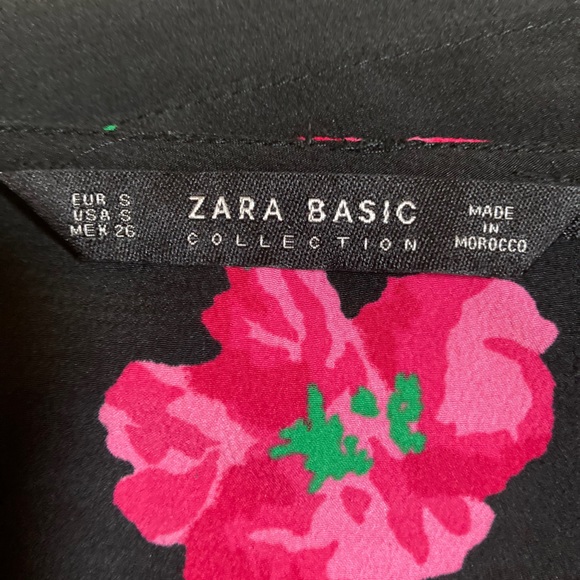 EUR S
USA S
MEX 26
ZARA BASIC
COLLECTION
MADE
IN
MOROCCO